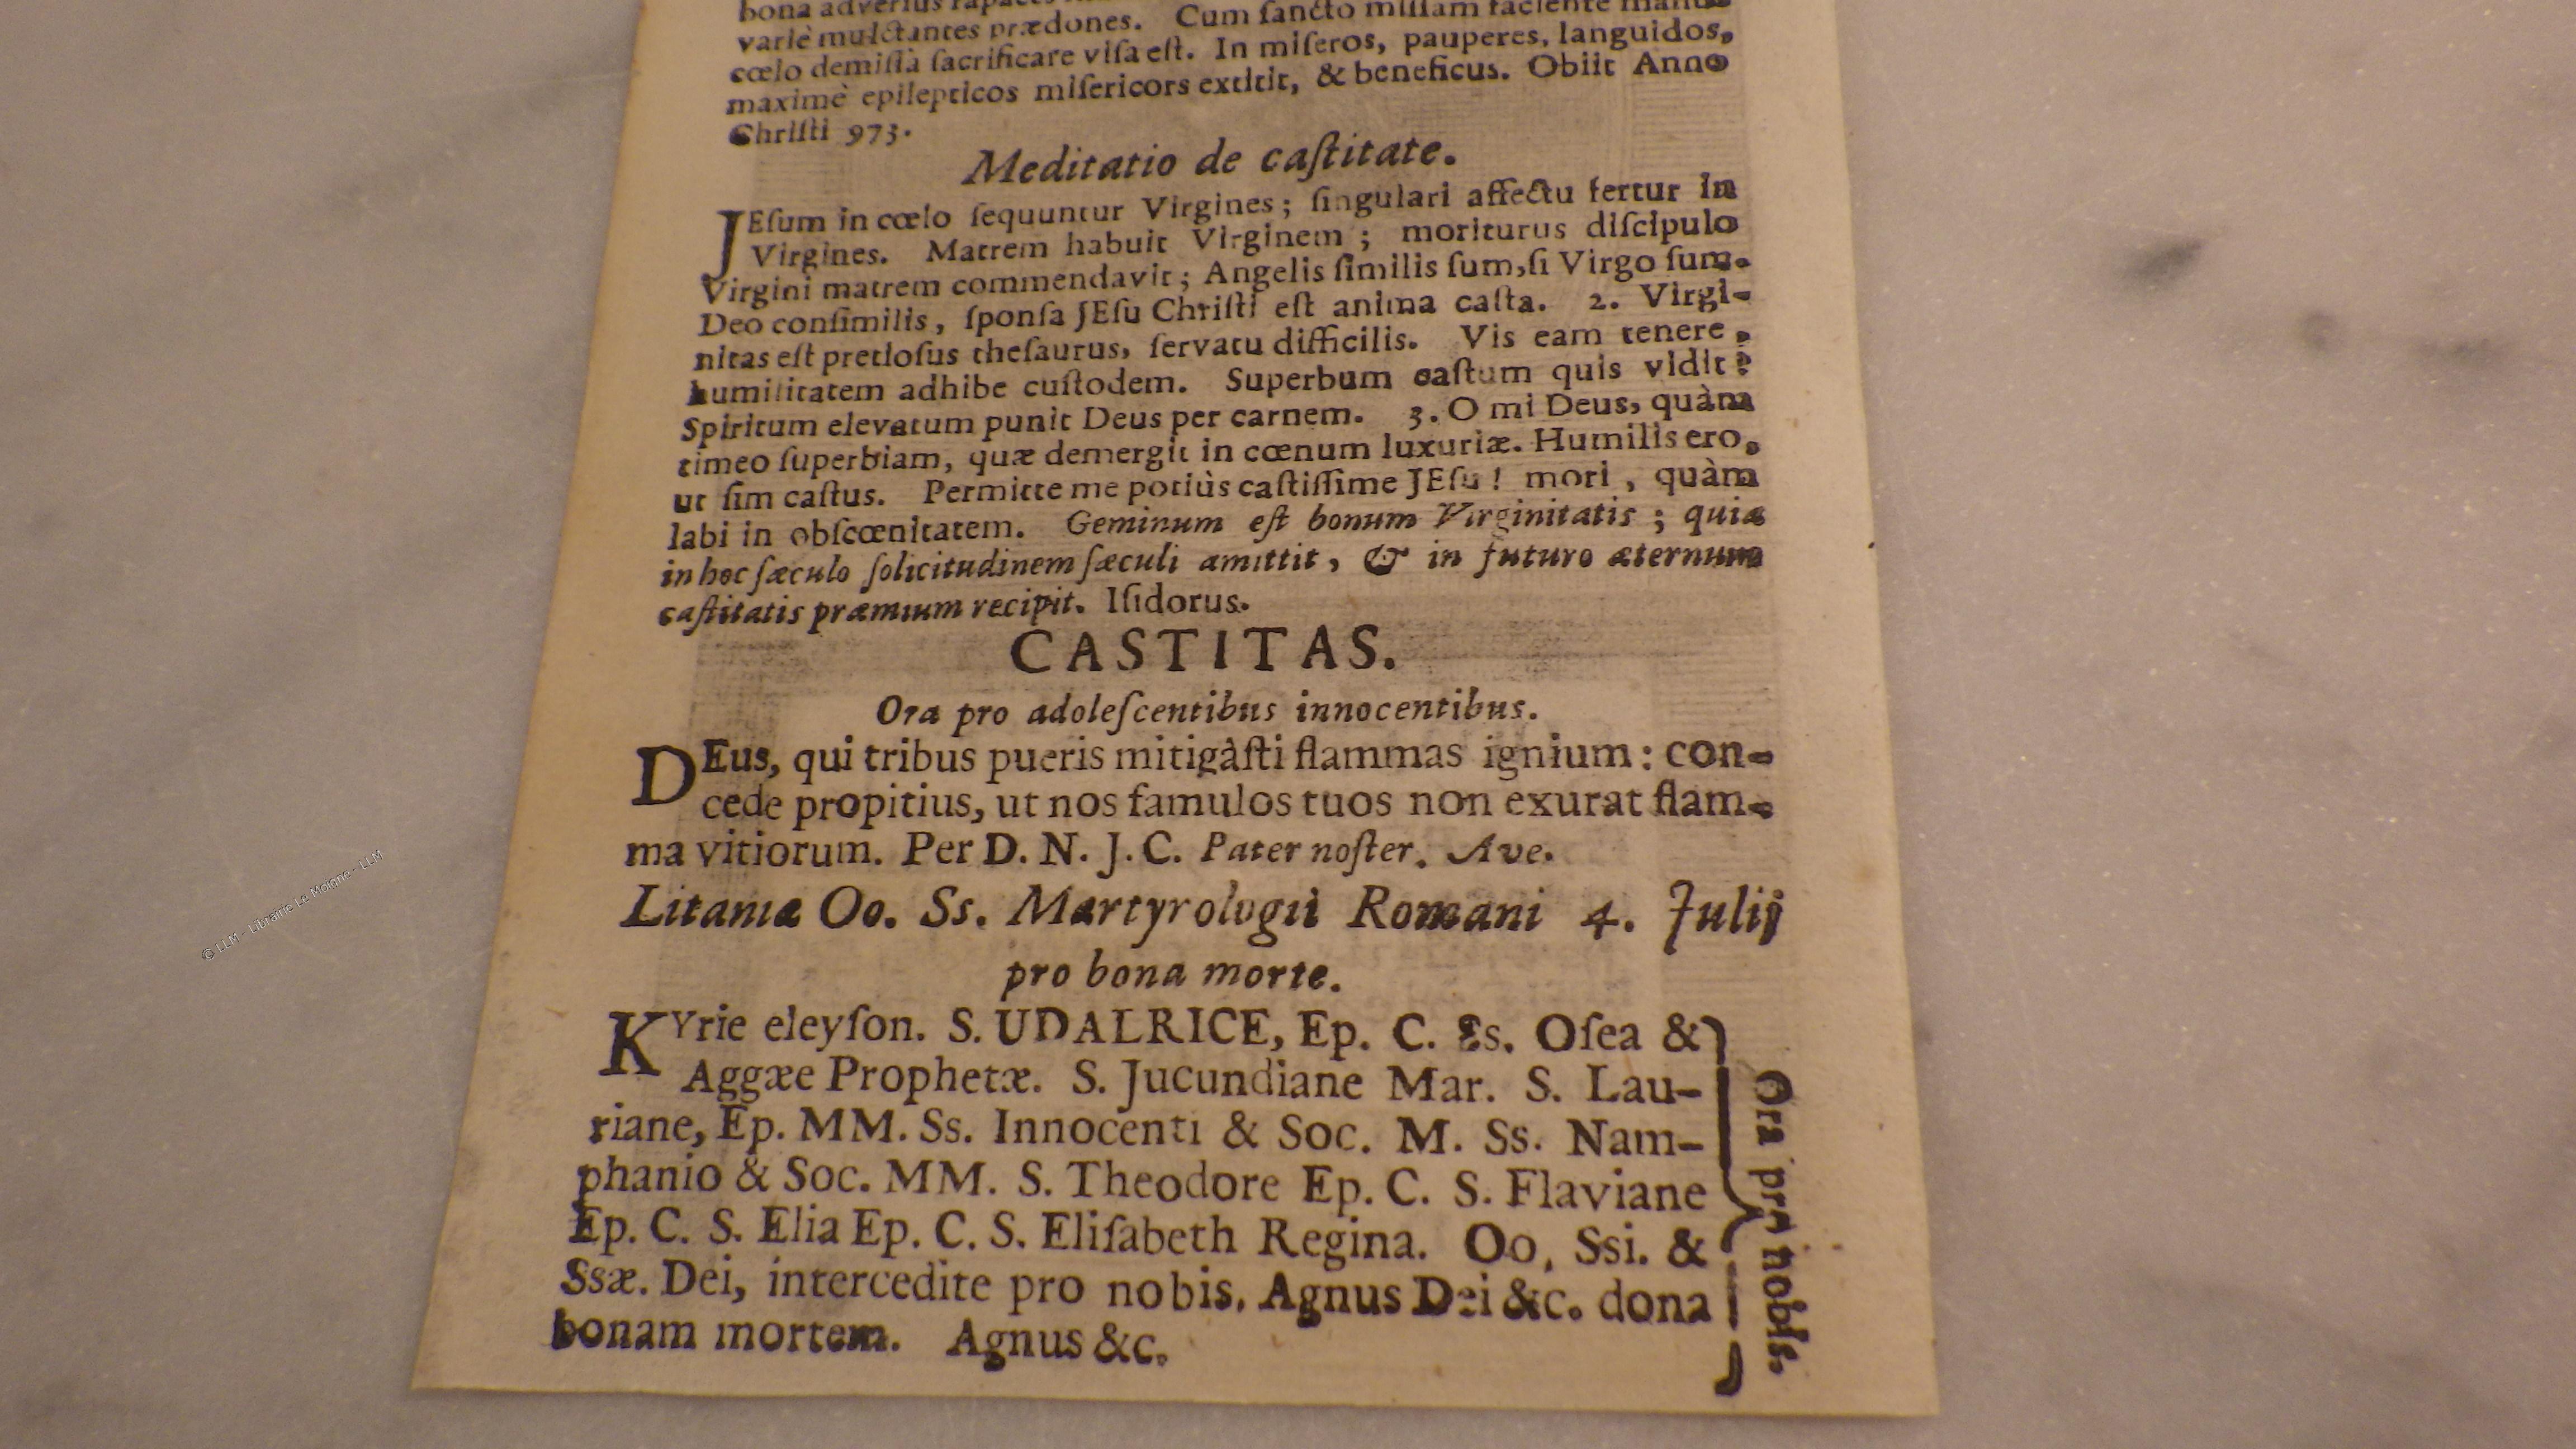 bona adversus rapaces
variè mulctantes prædones. Cum sancto missam faciente manus
cœlo demissa sacrificare visa est. In miseros, pauperes, languidos,
maximè epilepticos misericors extitit, & beneficus. Obiit Anno
Christi 973.
Meditatio de caſtitate.
JEſum in cœlo ſequuntur Virgines; ſingulari affectu fertur in
Virgines. Matrem habuit Virginem; moriturus diſcipulo
Virgini matrem commendavit; Angelis ſimilis ſum, ſi Virgo ſum.
Deo conſimilis, ſponſa JEſu Chriſti eſt anima caſta. 2. Virgi-
nitas eſt pretioſus theſaurus, ſervatu difficilis. Vis eam tenere,
humilitatem adhibe cuſtodem. Superbum caſtum quis vidit?
Spiritum elevatum punit Deus per carnem. 3. O mi Deus, quàm
timeo ſuperbiam, quæ demergit in cœnum luxuriæ. Humilis ero,
ut ſim caſtus. Permitte me potiùs caſtiſſime JEſu! mori, quàm
labi in obſcœnitatem. Geminum eſt bonum Virginitatis; quia
in hoc ſæculo ſolicitudinem ſæculi amittit, & in futuro æternum
caſtitatis præmium recipit. Iſidorus.
CASTITAS.
Ora pro adoleſcentibus innocentibus.
DEus, qui tribus pueris mitigâſti flammas ignium: con-
cede propitius, ut nos famulos tuos non exurat flam-
ma vitiorum. Per D. N. J. C. Pater noſter. Ave.
Litaniæ Oo. Ss. Martyrologii Romani 4. Julij
pro bona morte.
KYrie eleyſon. S. UDALRICE, Ep. C. Ss. Oſea &
Aggæe Prophetæ. S. Jucundiane Mar. S. Lau-
riane, Ep. MM. Ss. Innocenti & Soc. M. Ss. Nam-
phanio & Soc. MM. S. Theodore Ep. C. S. Flaviane
Ep. C. S. Elia Ep. C. S. Eliſabeth Regina. Oo. Ssi. &
Ssæ. Dei, intercedite pro nobis. Agnus Dei &c. dona
bonam mortem. Agnus &c.
Ora pro nobis.
© LLM - Librairie Le Moigne - LLM